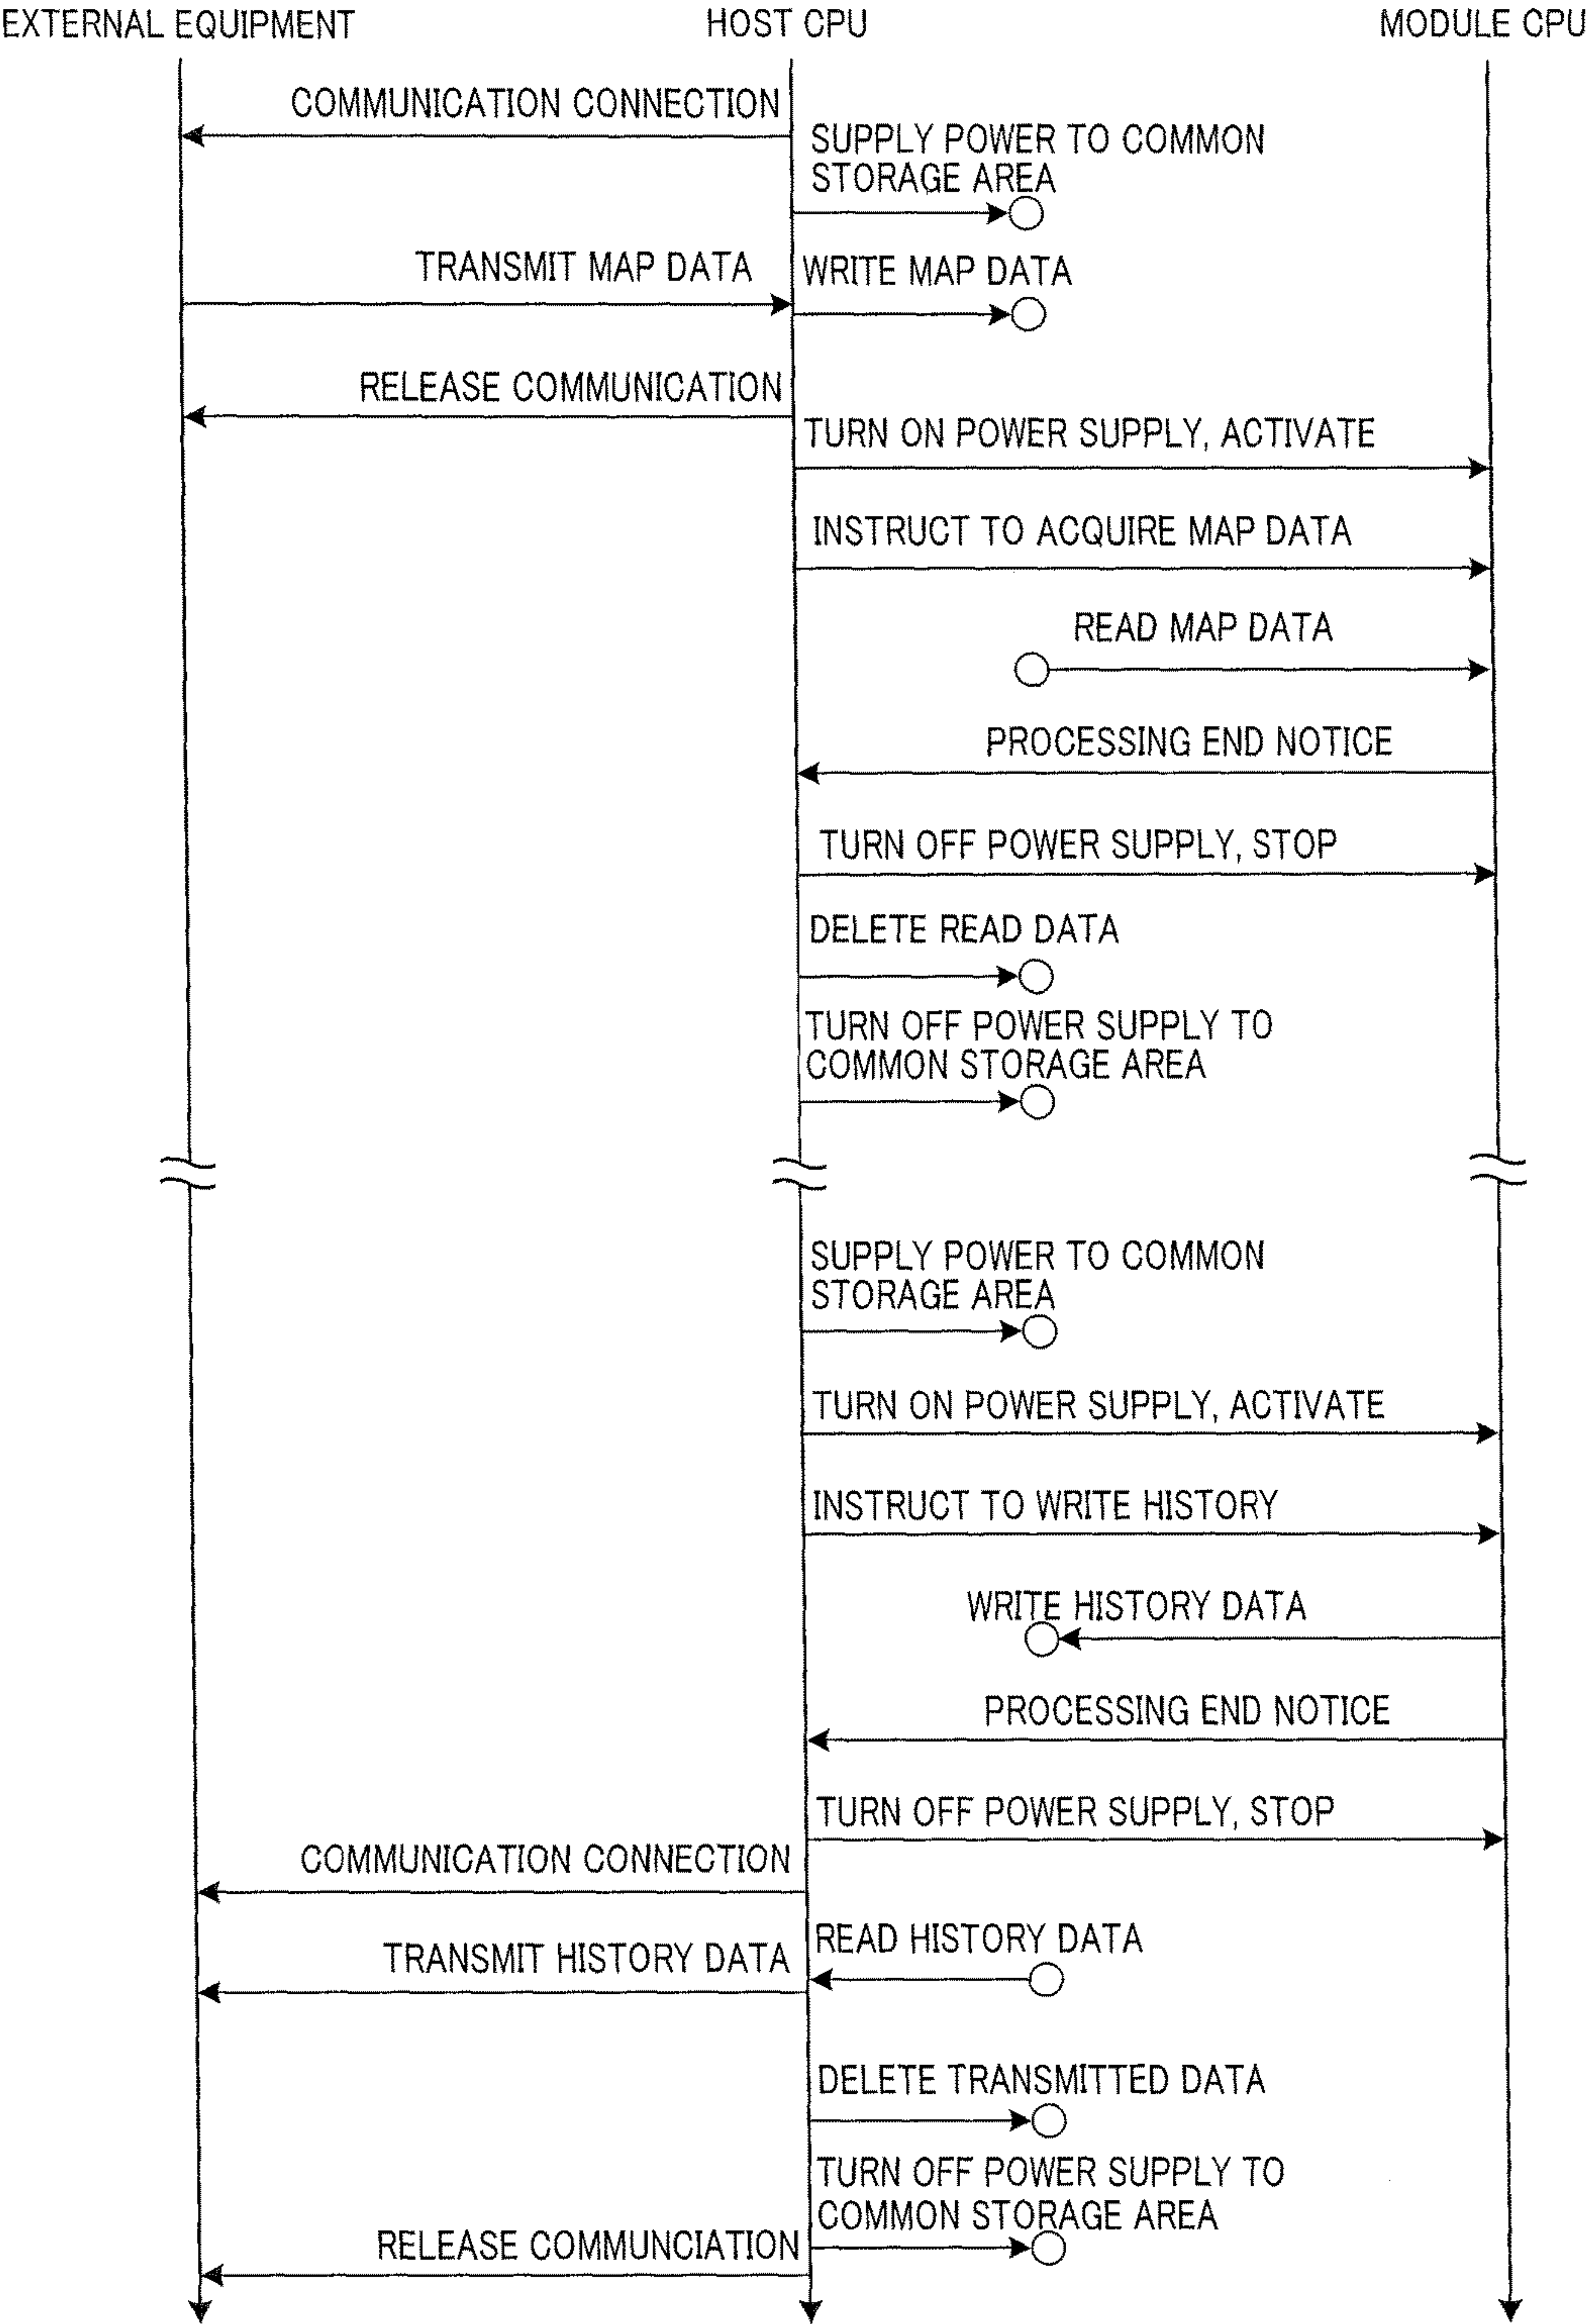 EXTERNAL EQUIPMENT
HOST CPU
MODULE CPU
COMMUNICATION CONNECTION
SUPPLY POWER TO COMMON
STORAGE AREA
TRANSMIT MAP DATA
WRITE MAP DATA
RELEASE COMMUNICATION
TURN ON POWER SUPPLY, ACTIVATE
INSTRUCT TO ACQUIRE MAP DATA
READ MAP DATA
PROCESSING END NOTICE
TURN OFF POWER SUPPLY, STOP
DELETE READ DATA
TURN OFF POWER SUPPLY TO
COMMON STORAGE AREA
SUPPLY POWER TO COMMON
STORAGE AREA
TURN ON POWER SUPPLY, ACTIVATE
INSTRUCT TO WRITE HISTORY
WRITE HISTORY DATA
PROCESSING END NOTICE
TURN OFF POWER SUPPLY, STOP
COMMUNICATION CONNECTION
READ HISTORY DATA
TRANSMIT HISTORY DATA
DELETE TRANSMITTED DATA
TURN OFF POWER SUPPLY TO
COMMON STORAGE AREA
RELEASE COMMUNCIATION